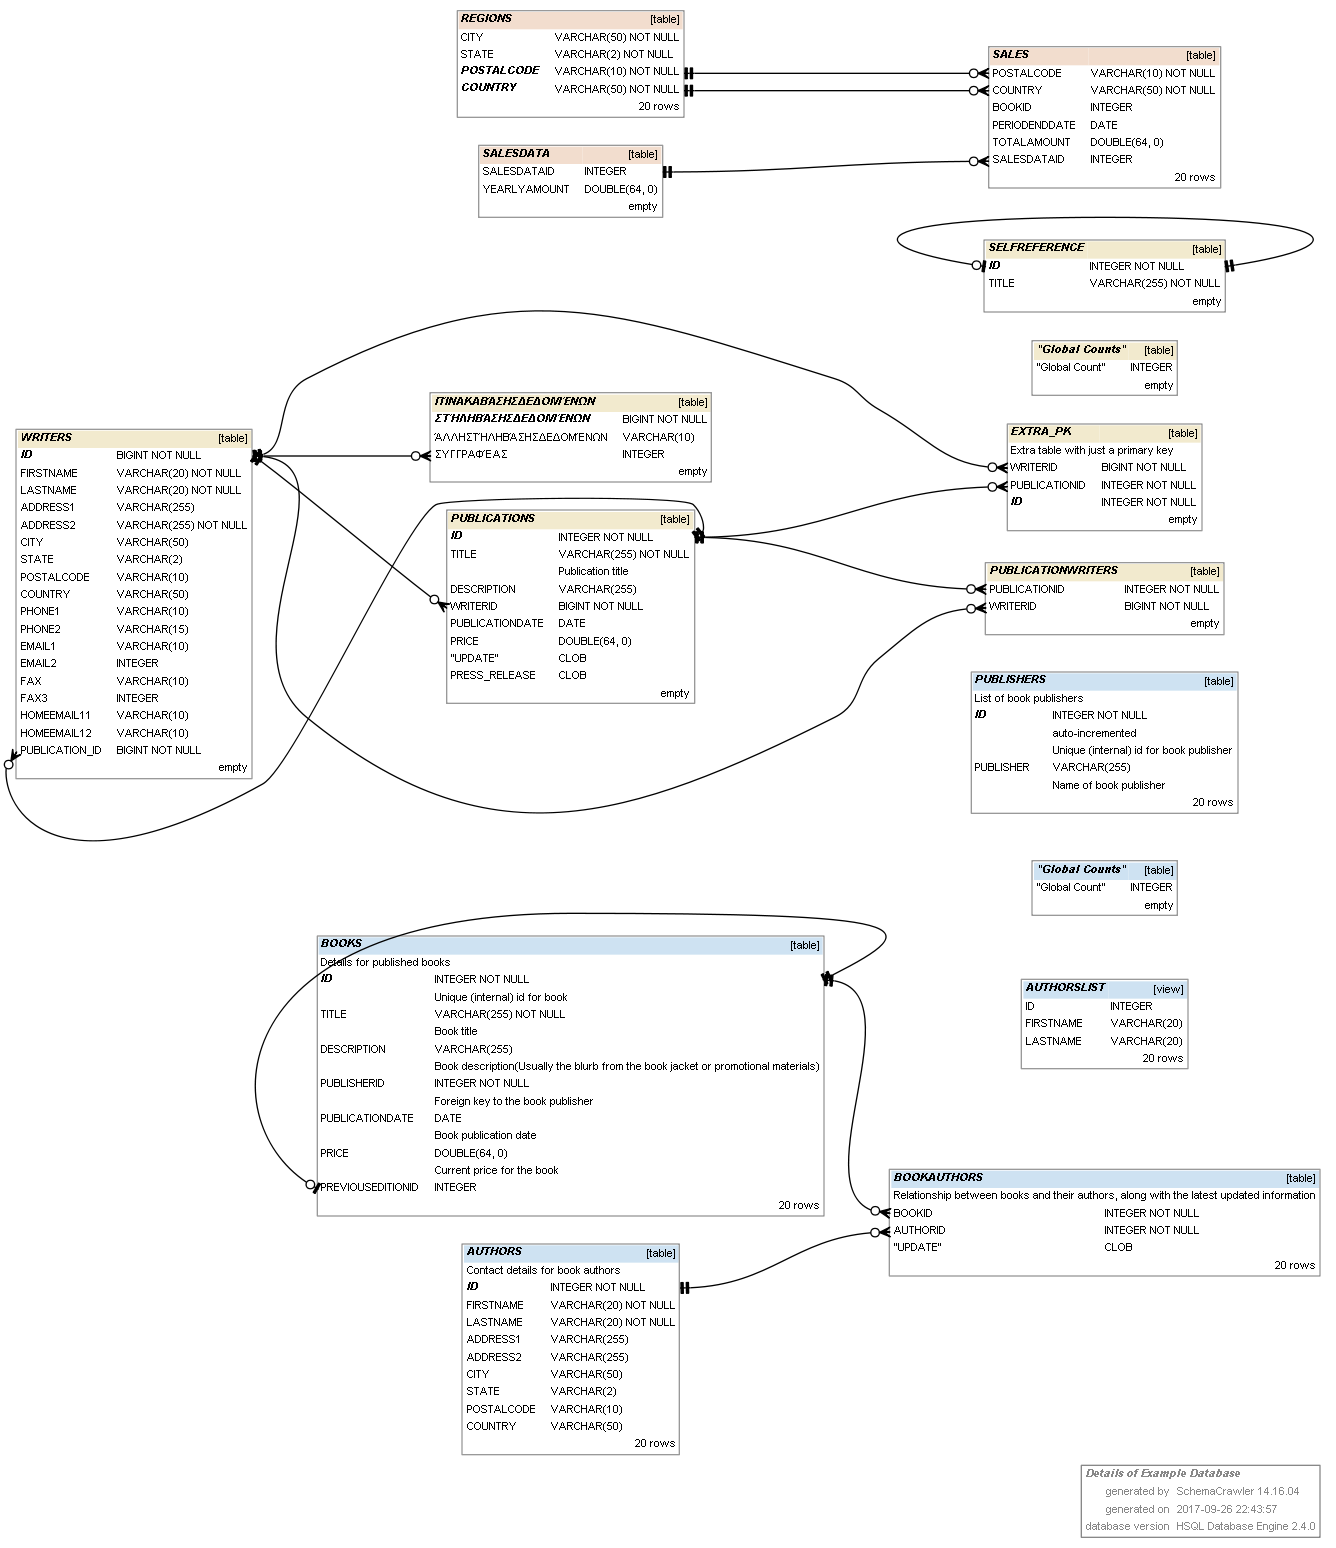 REGIONS [table]
CITY VARCHAR(50) NOT NULL
STATE VARCHAR(2) NOT NULL
POSTALCODE VARCHAR(10) NOT NULL
COUNTRY VARCHAR(50) NOT NULL
20 rows
SALES [table]
POSTALCODE VARCHAR(10) NOT NULL
COUNTRY VARCHAR(50) NOT NULL
BOOKID INTEGER
PERIODENDDATE DATE
TOTALAMOUNT DOUBLE(64, 0)
SALESDATAID INTEGER
20 rows
SALESDATA [table]
SALESDATAID INTEGER
YEARLYAMOUNT DOUBLE(64, 0)
empty
SELFREFERENCE [table]
ID INTEGER NOT NULL
TITLE VARCHAR(255) NOT NULL
empty
"Global Counts" [table]
"Global Count" INTEGER
empty
WRITERS [table]
ID BIGINT NOT NULL
FIRSTNAME VARCHAR(20) NOT NULL
LASTNAME VARCHAR(20) NOT NULL
ADDRESS1 VARCHAR(255)
ADDRESS2 VARCHAR(255) NOT NULL
CITY VARCHAR(50)
STATE VARCHAR(2)
POSTALCODE VARCHAR(10)
COUNTRY VARCHAR(50)
PHONE1 VARCHAR(10)
PHONE2 VARCHAR(15)
EMAIL1 VARCHAR(10)
EMAIL2 INTEGER
FAX VARCHAR(10)
FAX3 INTEGER
HOMEEMAIL11 VARCHAR(10)
HOMEEMAIL12 VARCHAR(10)
PUBLICATION_ID BIGINT NOT NULL
empty
ΠΊΝΑΚΑΒΆΣΗΣΔΕΔΟΜΈΝΩΝ [table]
ΣΤΉΛΗΒΆΣΗΣΔΕΔΟΜΈΝΩΝ BIGINT NOT NULL
ΆΛΛΗΣΤΉΛΗΒΆΣΗΣΔΕΔΟΜΈΝΩΝ VARCHAR(10)
ΣΥΓΓΡΑΦΈΑΣ INTEGER
empty
EXTRA_PK [table]
Extra table with just a primary key
WRITERID BIGINT NOT NULL
PUBLICATIONID INTEGER NOT NULL
ID INTEGER NOT NULL
empty
PUBLICATIONS [table]
ID INTEGER NOT NULL
TITLE VARCHAR(255) NOT NULL
Publication title
DESCRIPTION VARCHAR(255)
WRITERID BIGINT NOT NULL
PUBLICATIONDATE DATE
PRICE DOUBLE(64, 0)
"UPDATE" CLOB
PRESS_RELEASE CLOB
empty
PUBLICATIONWRITERS [table]
PUBLICATIONID INTEGER NOT NULL
WRITERID BIGINT NOT NULL
empty
PUBLISHERS [table]
List of book publishers
ID INTEGER NOT NULL
auto-incremented
Unique (internal) id for book publisher
PUBLISHER VARCHAR(255)
Name of book publisher
20 rows
"Global Counts" [table]
"Global Count" INTEGER
empty
BOOKS [table]
Details for published books
ID INTEGER NOT NULL
Unique (internal) id for book
TITLE VARCHAR(255) NOT NULL
Book title
DESCRIPTION VARCHAR(255)
Book description(Usually the blurb from the book jacket or promotional materials)
PUBLISHERID INTEGER NOT NULL
Foreign key to the book publisher
PUBLICATIONDATE DATE
Book publication date
PRICE DOUBLE(64, 0)
Current price for the book
PREVIOUSEDITIONID INTEGER
20 rows
AUTHORSLIST [view]
ID INTEGER
FIRSTNAME VARCHAR(20)
LASTNAME VARCHAR(20)
20 rows
BOOKAUTHORS [table]
Relationship between books and their authors, along with the latest updated information
BOOKID INTEGER NOT NULL
AUTHORID INTEGER NOT NULL
"UPDATE" CLOB
20 rows
AUTHORS [table]
Contact details for book authors
ID INTEGER NOT NULL
FIRSTNAME VARCHAR(20) NOT NULL
LASTNAME VARCHAR(20) NOT NULL
ADDRESS1 VARCHAR(255)
ADDRESS2 VARCHAR(255)
CITY VARCHAR(50)
STATE VARCHAR(2)
POSTALCODE VARCHAR(10)
COUNTRY VARCHAR(50)
20 rows
Details of Example Database
generated by SchemaCrawler 14.16.04
generated on 2017-09-26 22:43:57
database version HSQL Database Engine 2.4.0